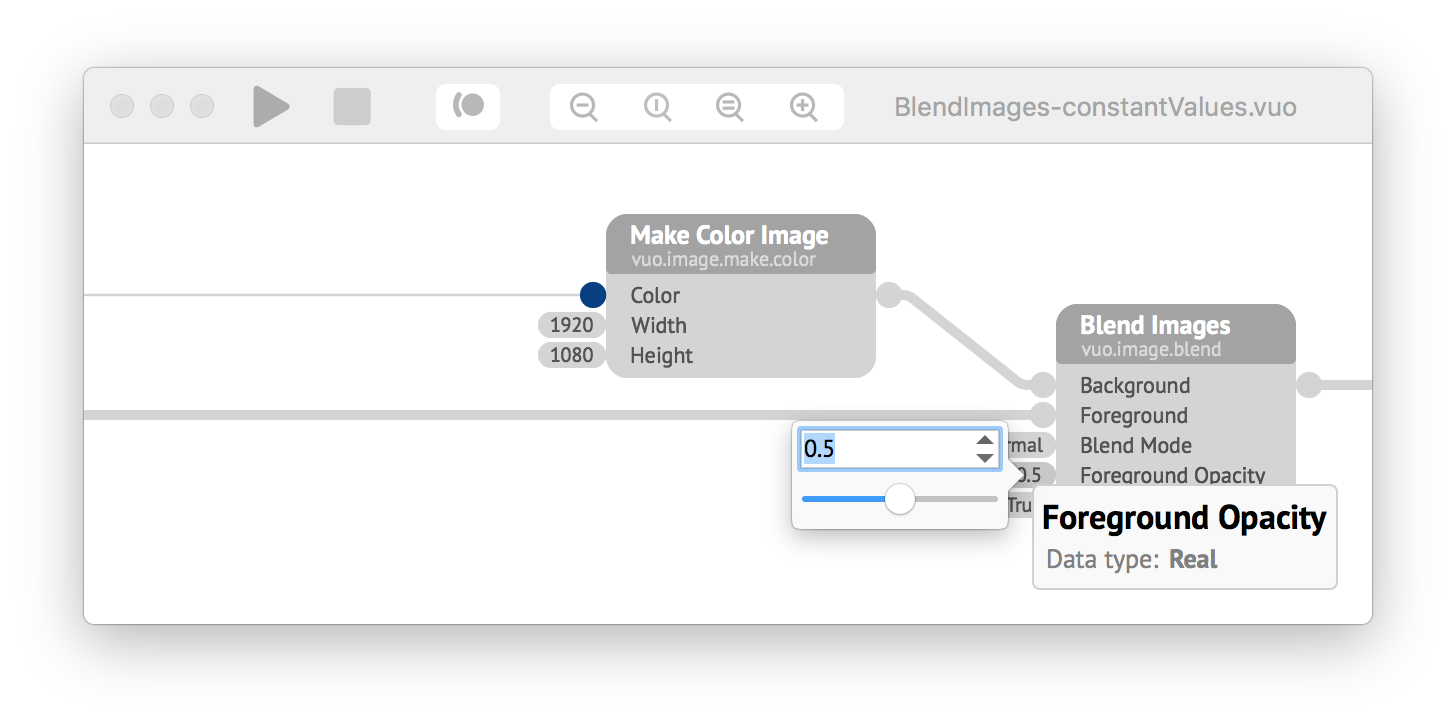 BlendImages-constantValues.vuo
Make Color Image
vuo.image.make.color
Color
1920 Width
1080 Height
Blend Images
vuo.image.blend
Background
Foreground
0.5
rmal Blend Mode
0.5 Foreground Opacity
Tru
Foreground Opacity
Data type: Real